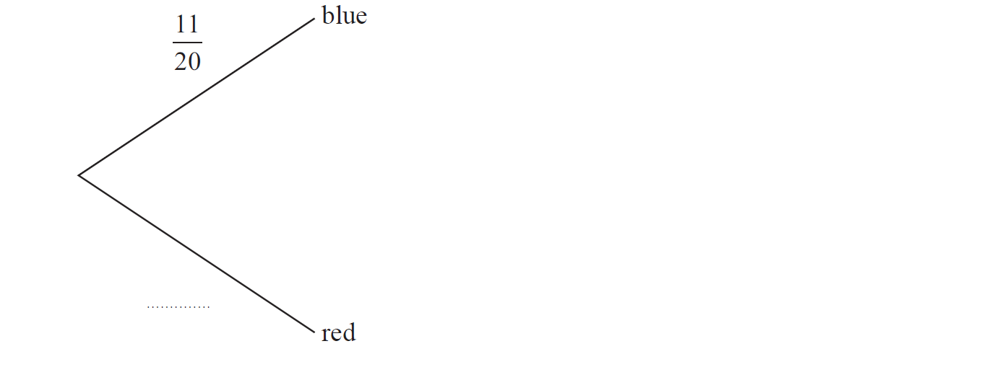 blue
11
20
..............
red